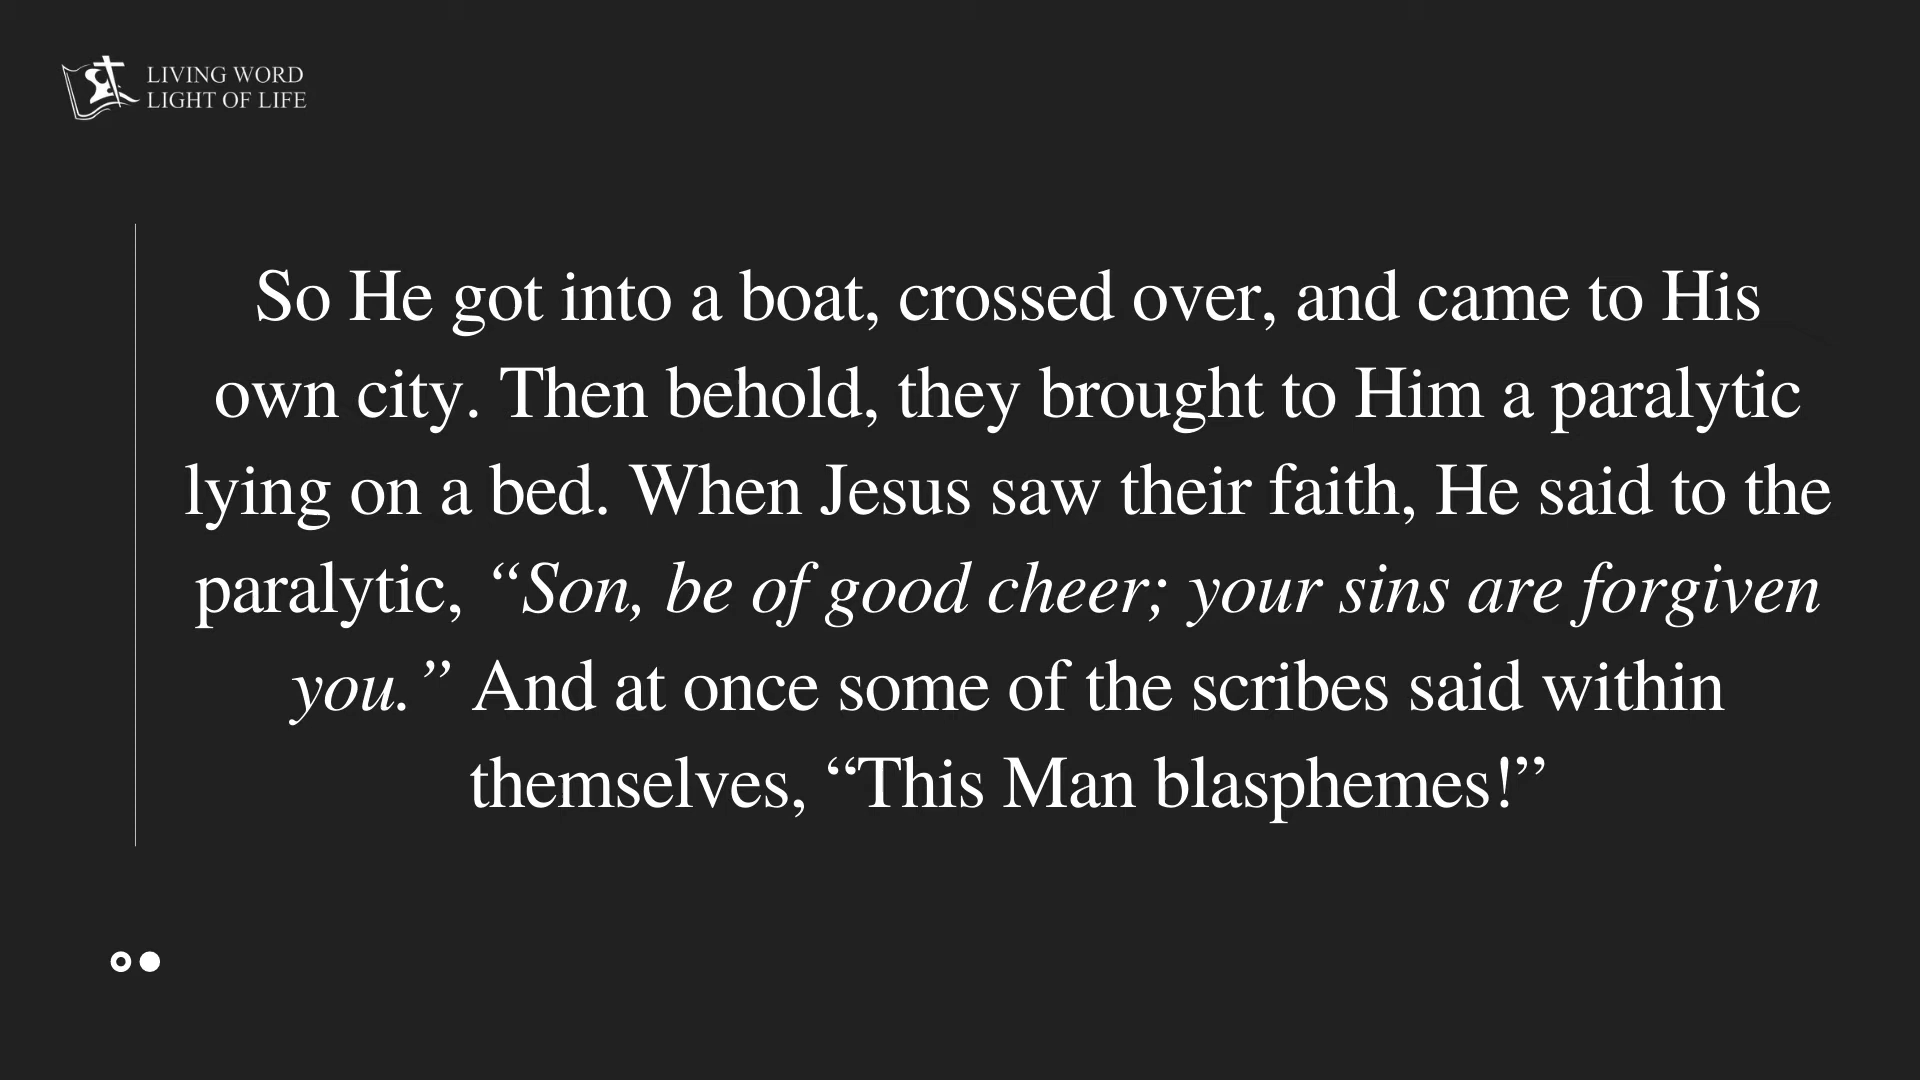 LIVING WORD
LIGHT OF LIFE
So He got into a boat, crossed over, and came to His
own city. Then behold, they brought to Him a paralytic
lying on a bed. When Jesus saw their faith, He said to the
paralytic, “Son, be of good cheer; your sins are forgiven
you.” And at once some of the scribes said within
themselves, “This Man blasphemes!”